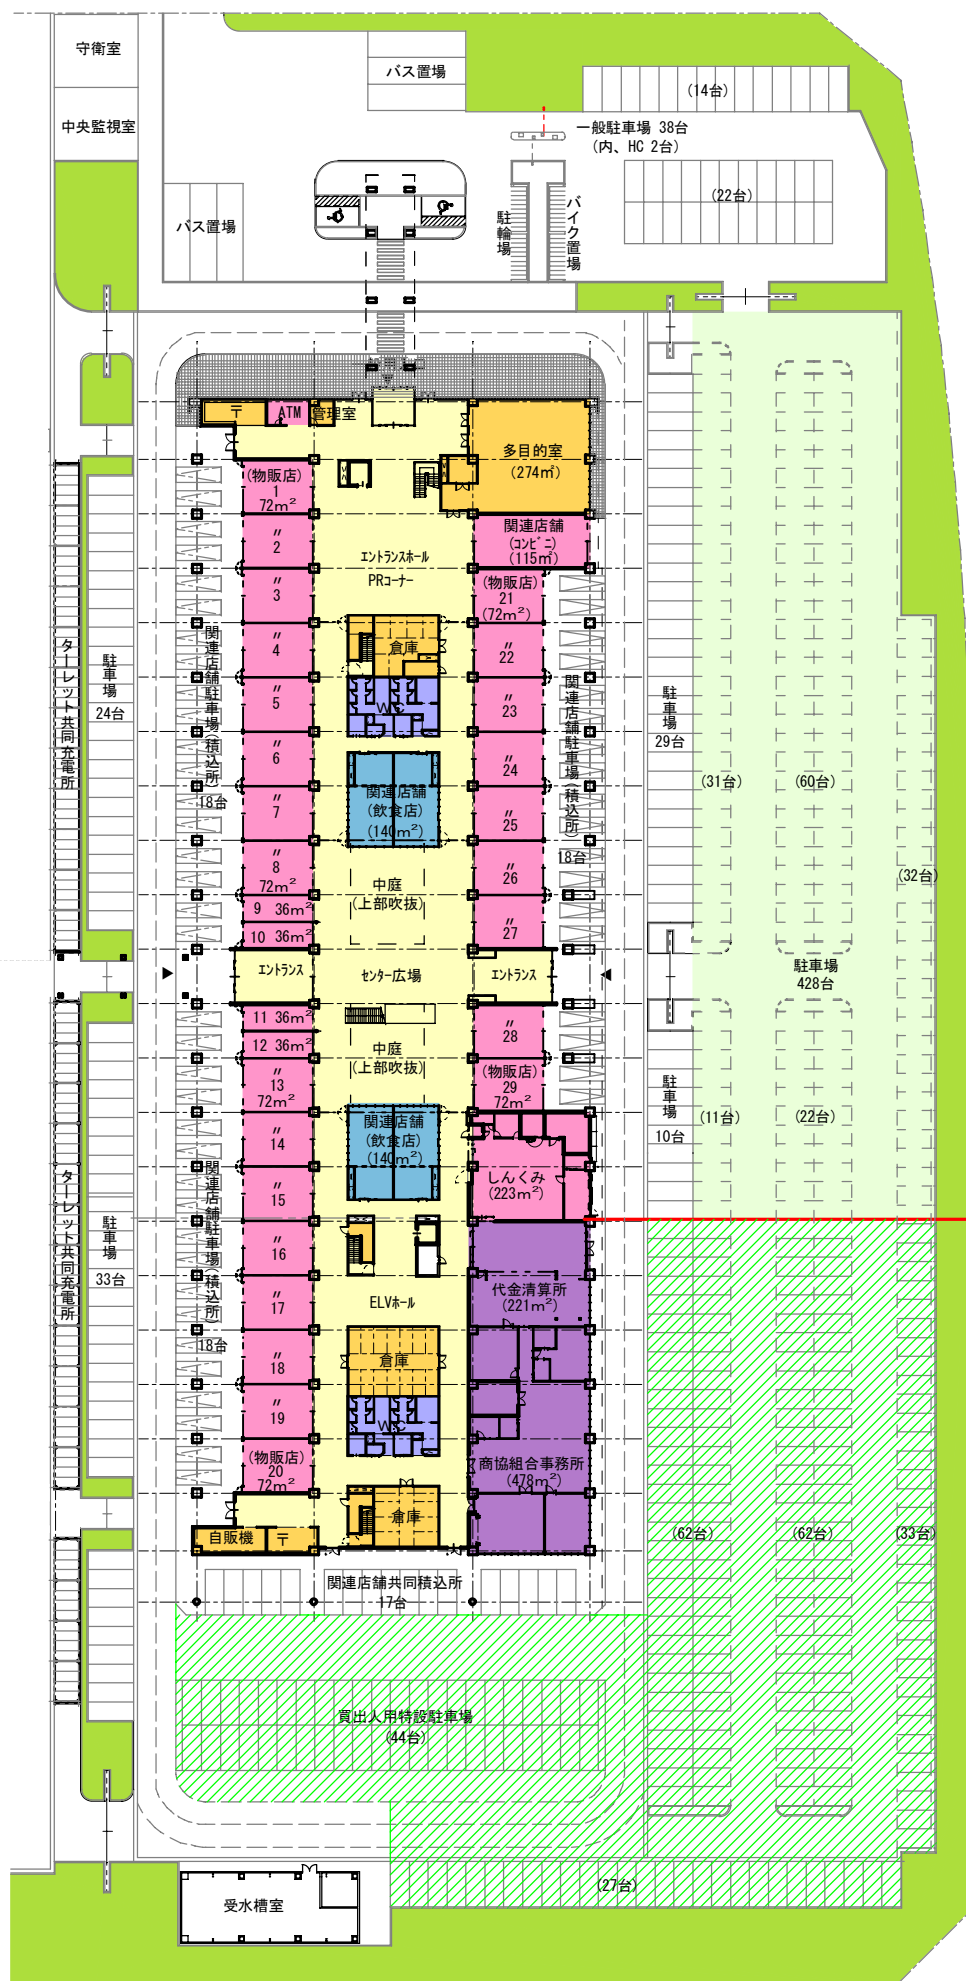 守衛室
中央監視室
バス置場
(14台)
一般駐車場 38台
(内、HC 2台)
(22台)
バス置場
駐輪場
バイク置場
〒
ATM
管理室
多目的室
(274㎡)
(物販店)
1
72m²
〃
2
関連店舗
(コンビニ)
(115㎡)
エントランスホール
PRコーナー
〃
3
(物販店)
21
(72m²)
〃
4
倉庫
〃
22
〃
5
WC
〃
23
〃
6
〃
24
〃
7
関連店舗
(飲食店)
(140m²)
〃
25
〃
8
72m²
中庭
(上部吹抜)
〃
26
9 36m²
〃
27
10 36m²
エントランス
センター広場
エントランス
11 36m²
〃
28
12 36m²
中庭
(上部吹抜)
〃
13
72m²
(物販店)
29
72m²
〃
14
関連店舗
(飲食店)
(140m²)
〃
15
しんくみ
(223m²)
〃
16
〃
17
ELVホール
代金清算所
(221m²)
〃
18
倉庫
〃
19
WC
(物販店)
20
72m²
商協組合事務所
(478m²)
自販機
〒
倉庫
関連店舗共同積込所
17台
ターレット共同充電所
駐車場
24台
関連店舗駐車場(積込所)
18台
関連店舗駐車場(積込所)
18台
駐車場
29台
(31台)
(60台)
(32台)
駐車場
428台
駐車場
10台
(11台)
(22台)
ターレット共同充電所
駐車場
33台
関連店舗駐車場(積込所)
18台
(62台)
(62台)
(33台)
買出人用特設駐車場
(44台)
(27台)
受水槽室